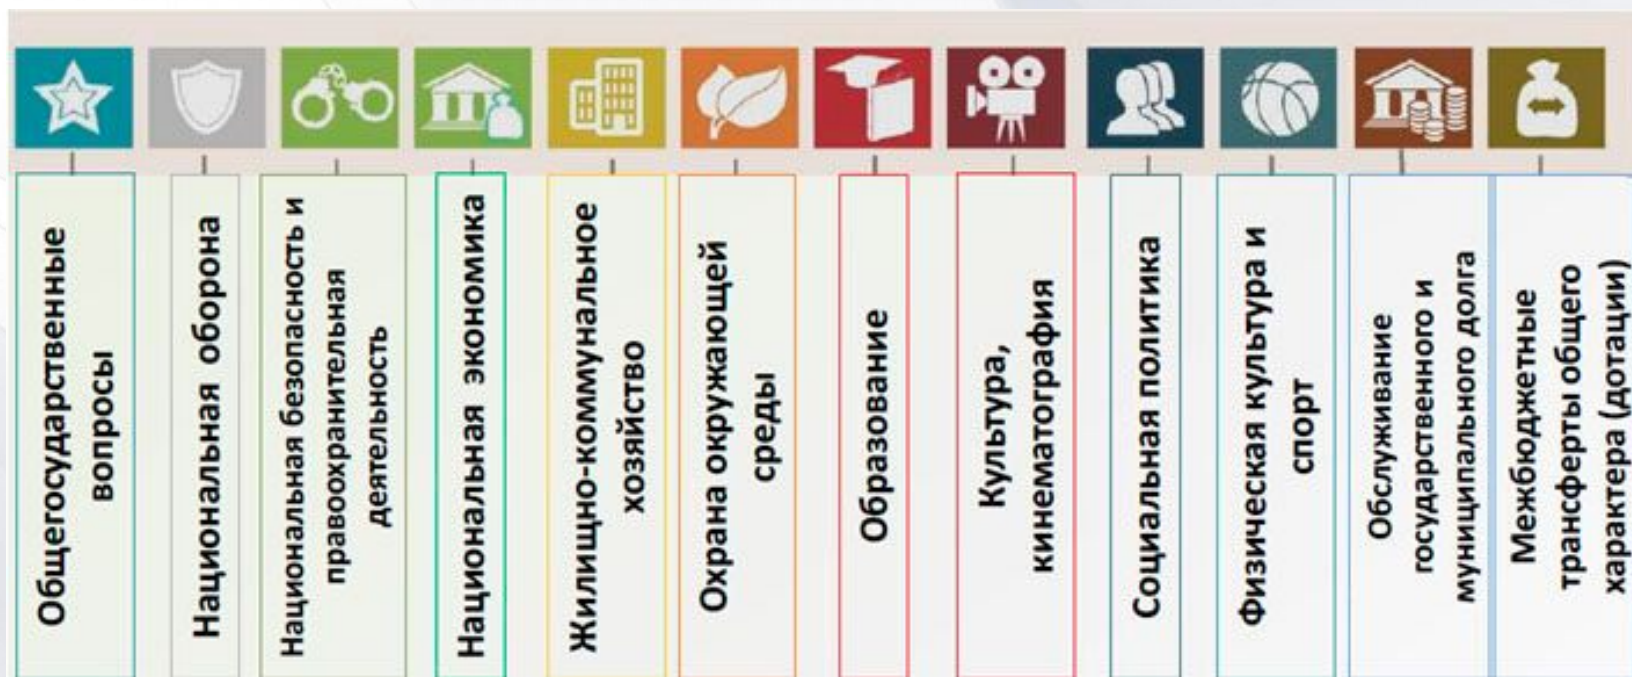 Общегосударственные
вопросы
Национальная оборона
Национальная безопасность и
правоохранительная
деятельность
Национальная экономика
Жилищно-коммунальное
хозяйство
Охрана окружающей
среды
Образование
Культура,
кинематография
Социальная политика
Физическая культура и
спорт
Обслуживание
государственного и
муниципального долга
Межбюджетные
трансферты общего
характера (дотации)